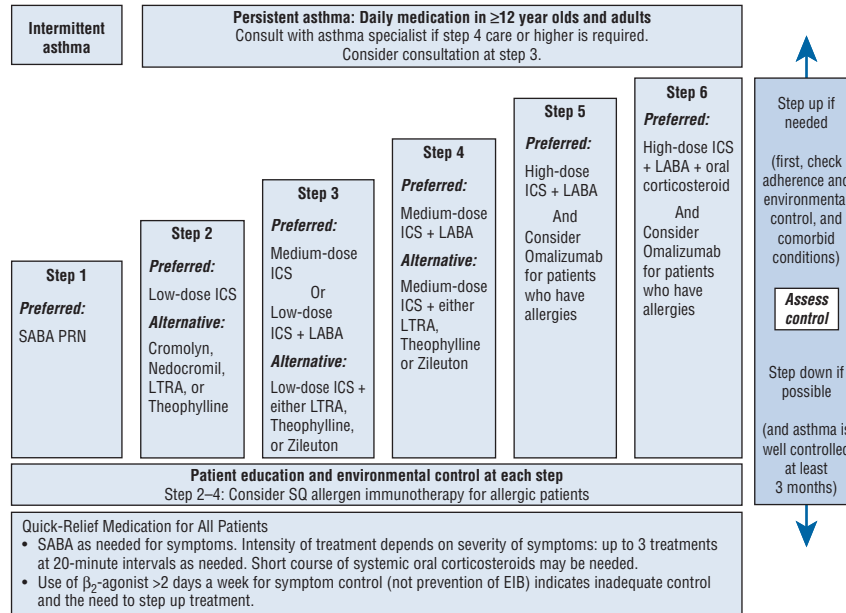 Intermittent
asthma
Persistent asthma: Daily medication in ≥12 year olds and adults
Consult with asthma specialist if step 4 care or higher is required.
Consider consultation at step 3.
Step 1
Preferred:
SABA PRN
Step 2
Preferred:
Low-dose ICS
Alternative:
Cromolyn,
Nedocromil,
LTRA, or
Theophylline
Step 3
Preferred:
Medium-dose
ICS
Or
Low-dose
ICS + LABA
Alternative:
Low-dose ICS +
either LTRA,
Theophylline,
or Zileuton
Step 4
Preferred:
Medium-dose
ICS + LABA
Alternative:
Medium-dose
ICS + either
LTRA,
Theophylline
or Zileuton
Step 5
Preferred:
High-dose
ICS + LABA
And
Consider
Omalizumab
for patients
who have
allergies
Step 6
Preferred:
High-dose ICS
+ LABA + oral
corticosteroid
And
Consider
Omalizumab
for patients
who have
allergies
Step up if
needed
(first, check
adherence and
environmental
control, and
comorbid
conditions)
Assess
control
Step down if
possible
(and asthma is
well controlled
at least
3 months)
Patient education and environmental control at each step
Step 2–4: Consider SQ allergen immunotherapy for allergic patients
Quick-Relief Medication for All Patients
• SABA as needed for symptoms. Intensity of treatment depends on severity of symptoms: up to 3 treatments
at 20-minute intervals as needed. Short course of systemic oral corticosteroids may be needed.
• Use of β₂-agonist >2 days a week for symptom control (not prevention of EIB) indicates inadequate control
and the need to step up treatment.